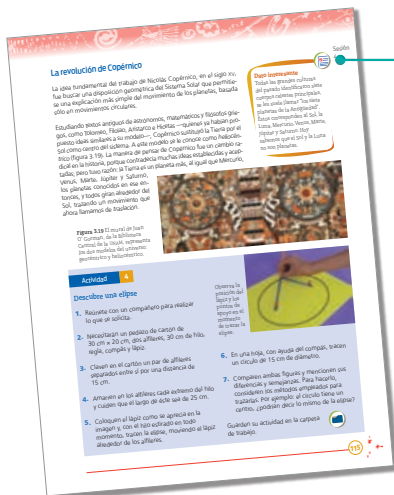 Sesión
La revolución de Copérnico
La idea fundamental del trabajo de Nicolás Copérnico, en el siglo XV,
fue buscar una disposición geométrica del Sistema Solar que permitie-
se una explicación más simple del movimiento de los planetas, basada
sólo en movimientos circulares.
Estudiando textos antiguos de astrónomos, matemáticos y filósofos grie-
gos, como Tolomeo, Filolao, Aristarco e Hicetas —quienes ya habían pro-
puesto ideas similares a su modelo—, Copérnico sustituyó la Tierra por el
Sol como centro del sistema. A este modelo se le conoce como heliocén-
trico (figura 3.19). La manera de pensar de Copérnico fue un cambio ra-
dical en la historia, porque contradecía muchas ideas establecidas y acep-
tadas; pero tuvo razón: la Tierra es un planeta más, al igual que Mercurio,
Venus, Marte, Júpiter y Saturno,
los planetas conocidos en ese en-
tonces, y todos giran alrededor del
Sol, trazando un movimiento que
ahora llamamos de traslación.
Dato interesante
Todas las grandes culturas
del pasado identificaron siete
cuerpos celestes principales,
se les suele llamar "los siete
planetas de la Antigüedad".
Estos corresponden al Sol, la
Luna, Mercurio, Venus, Marte,
Júpiter y Saturno. Hoy
sabemos que el Sol y la Luna
no son planetas.
Figura 3.19 El mural de Juan
O'Gorman, de la Biblioteca
Central de la UNAM, representa
los dos modelos del universo:
geocéntrico y heliocéntrico.
Actividad 4
Descubre una elipse
1. Reúnete con un compañero para realizar
lo que se solicita.
2. Necesitarán un pedazo de cartón de
30 cm × 20 cm, dos alfileres, 30 cm de hilo,
regla, compás y lápiz.
3. Claven en el cartón un par de alfileres
separados entre sí por una distancia de
15 cm.
4. Amarren en los alfileres cada extremo del hilo
y cuiden que el largo de éste sea de 25 cm.
5. Coloquen el lápiz como se aprecia en la
imagen y, con el hilo estirado en todo
momento, tracen la elipse, moviendo el lápiz
alrededor de los alfileres.
Observa la
posición del
lápiz y los
puntos de
apoyo en el
momento
de trazar la
elipse.
6. En una hoja, con ayuda del compás, tracen
un círculo de 15 cm de diámetro.
7. Comparen ambas figuras y mencionen sus
diferencias y semejanzas. Para hacerlo,
consideren los métodos empleados para
trazarlas. Por ejemplo: el círculo tiene un
centro, ¿podrían decir lo mismo de la elipse?
Guarden su actividad en la carpeta
de trabajo.
115